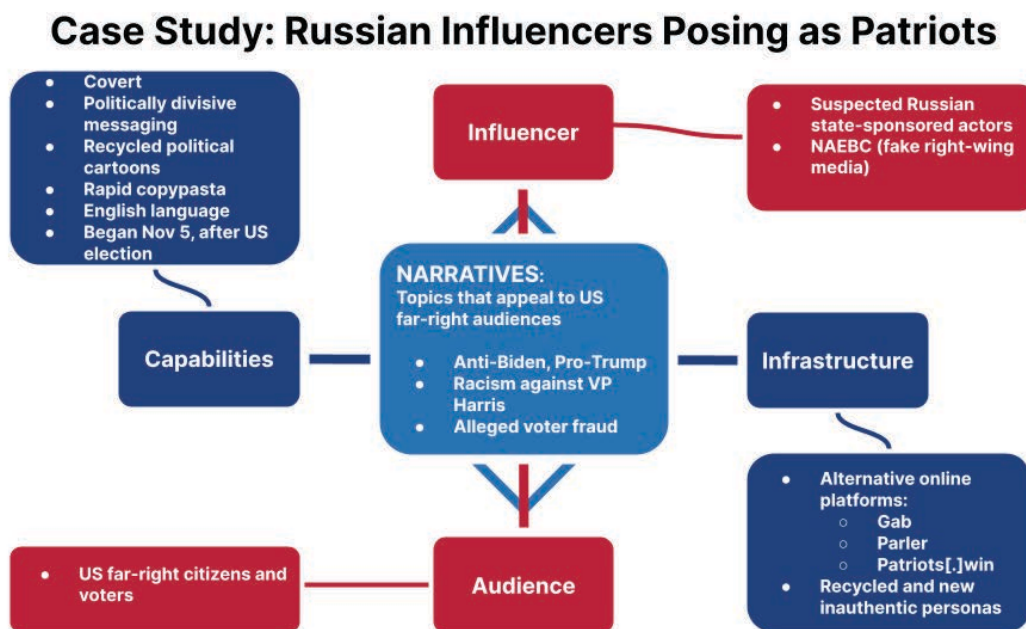 Case Study: Russian Influencers Posing as Patriots
● Covert
● Politically divisive
messaging
● Recycled political
cartoons
● Rapid copypasta
● English language
● Began Nov 5, after US
election
Influencer
● Suspected Russian
state-sponsored actors
● NAEBC (fake right-wing
media)
Capabilities
NARRATIVES:
Topics that appeal to US
far-right audiences
● Anti-Biden, Pro-Trump
● Racism against VP
Harris
● Alleged voter fraud
Infrastructure
● Alternative online
platforms:
○ Gab
○ Parler
○ Patriots[.]win
● Recycled and new
inauthentic personas
● US far-right citizens and
voters
Audience